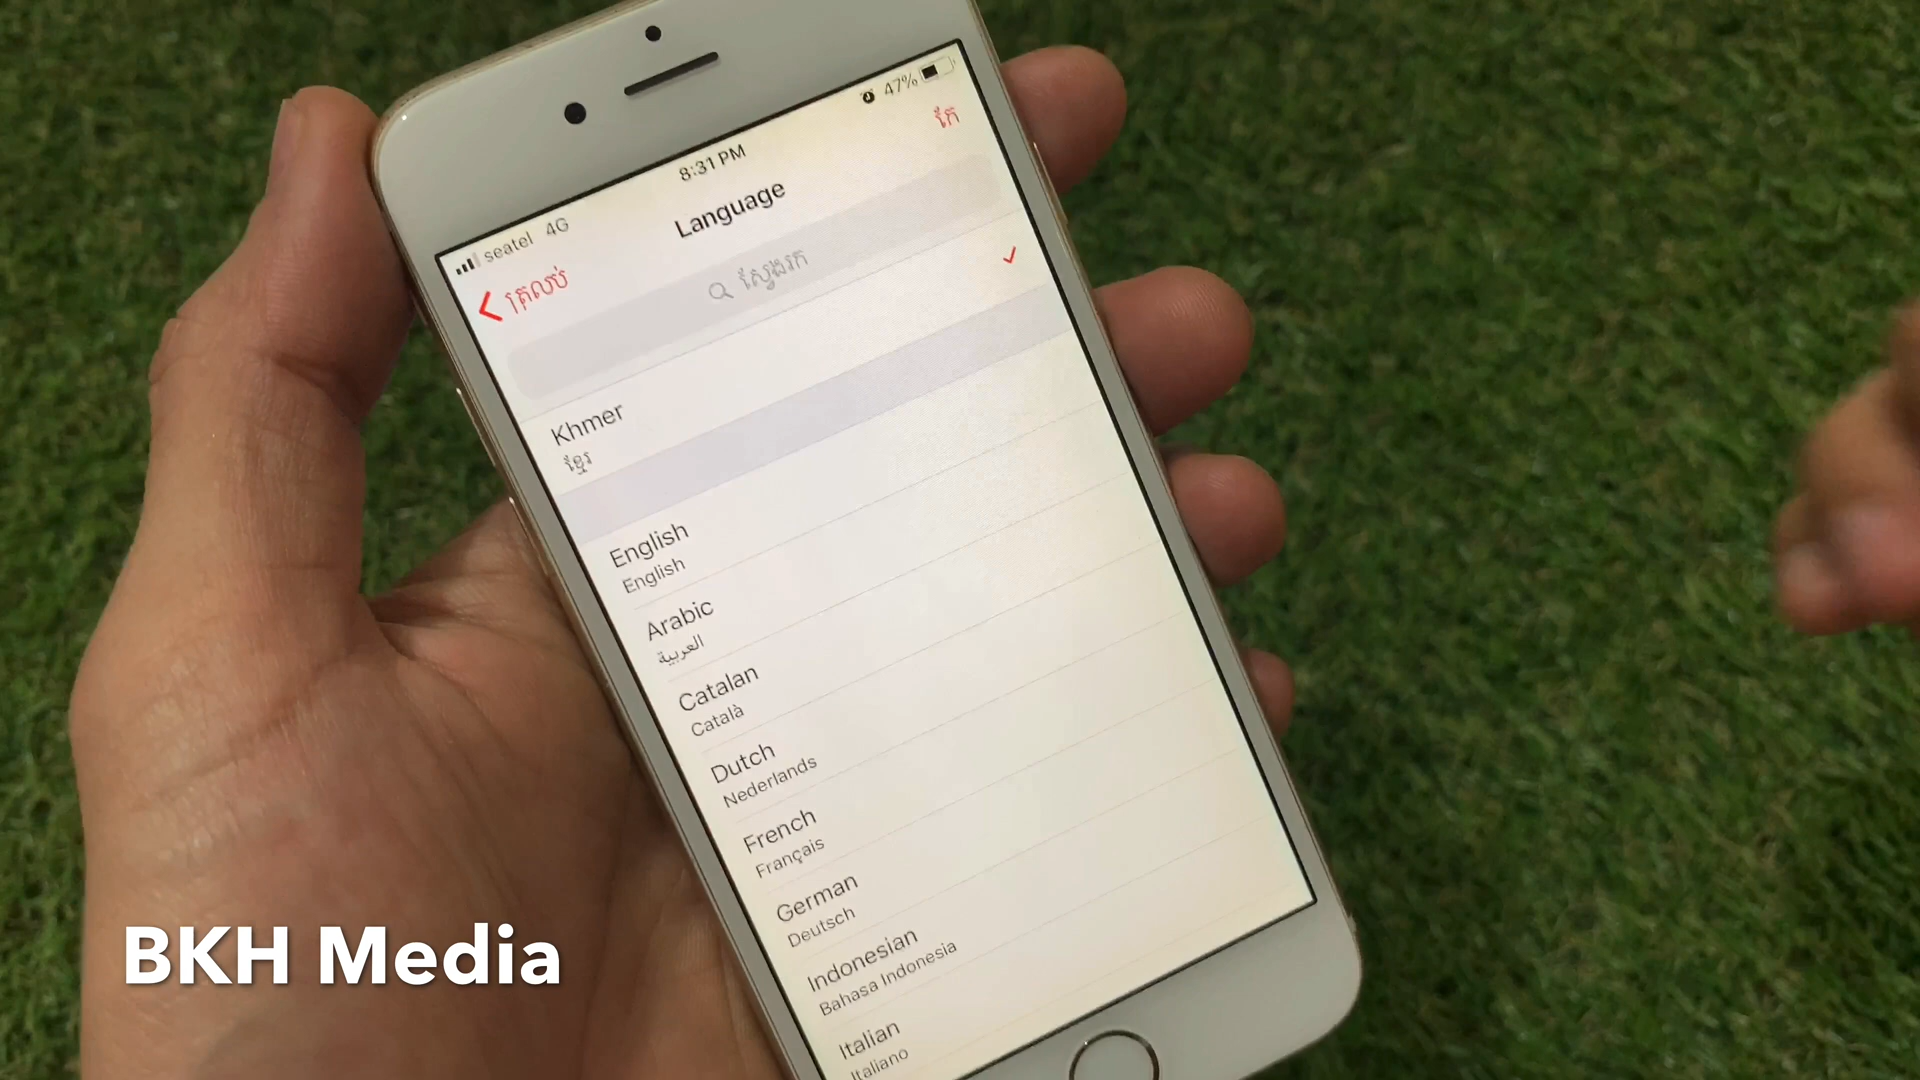 seatel 4G
8:31 PM
47%
ត្រលប់
Language
កែ
ស្វែងរក
Khmer
ខ្មែរ
English
English
Arabic
العربية
Catalan
Català
Dutch
Nederlands
French
Français
German
Deutsch
Indonesian
Bahasa Indonesia
Italian
Italiano
BKH Media